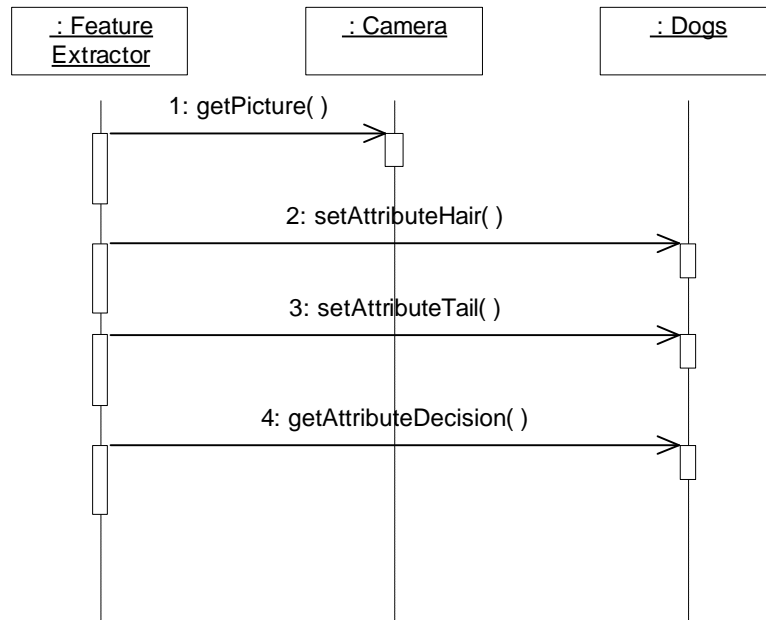 : Feature
Extractor
: Camera
: Dogs
1: getPicture( )
2: setAttributeHair( )
3: setAttributeTail( )
4: getAttributeDecision( )